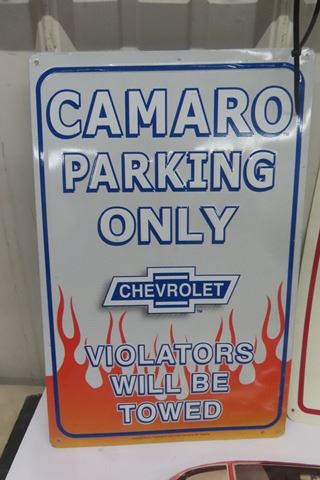 CAMARO
PARKING
ONLY
CHEVROLET
VIOLATORS
WILL BE
TOWED